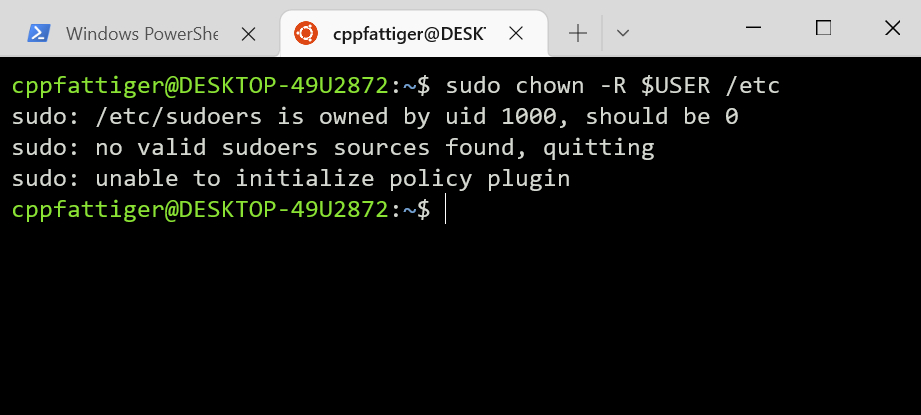 Windows PowerShe
cppfattiger@DESK
cppfattiger@DESKTOP-49U2872:~$ sudo chown -R $USER /etc
sudo: /etc/sudoers is owned by uid 1000, should be 0
sudo: no valid sudoers sources found, quitting
sudo: unable to initialize policy plugin
cppfattiger@DESKTOP-49U2872:~$